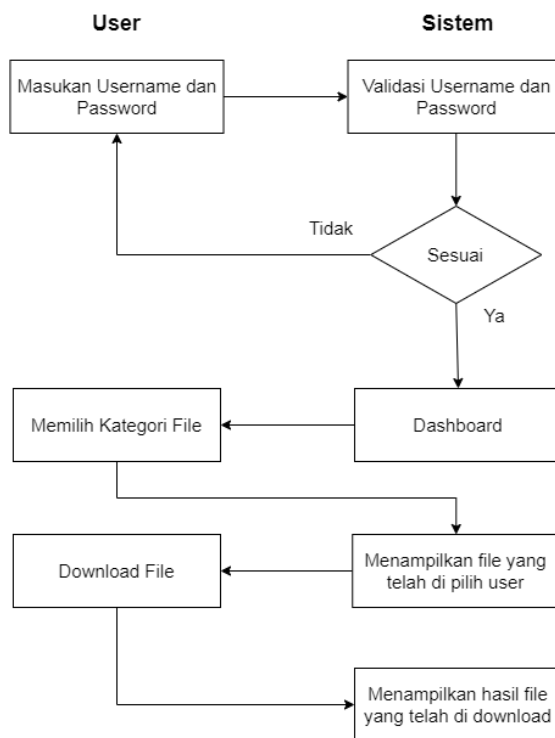 User
Sistem
Masukan Username dan
Password
Validasi Username dan
Password
Tidak
Sesuai
Ya
Memilih Kategori File
Dashboard
Download File
Menampilkan file yang
telah di pilih user
Menampilkan hasil file
yang telah di download